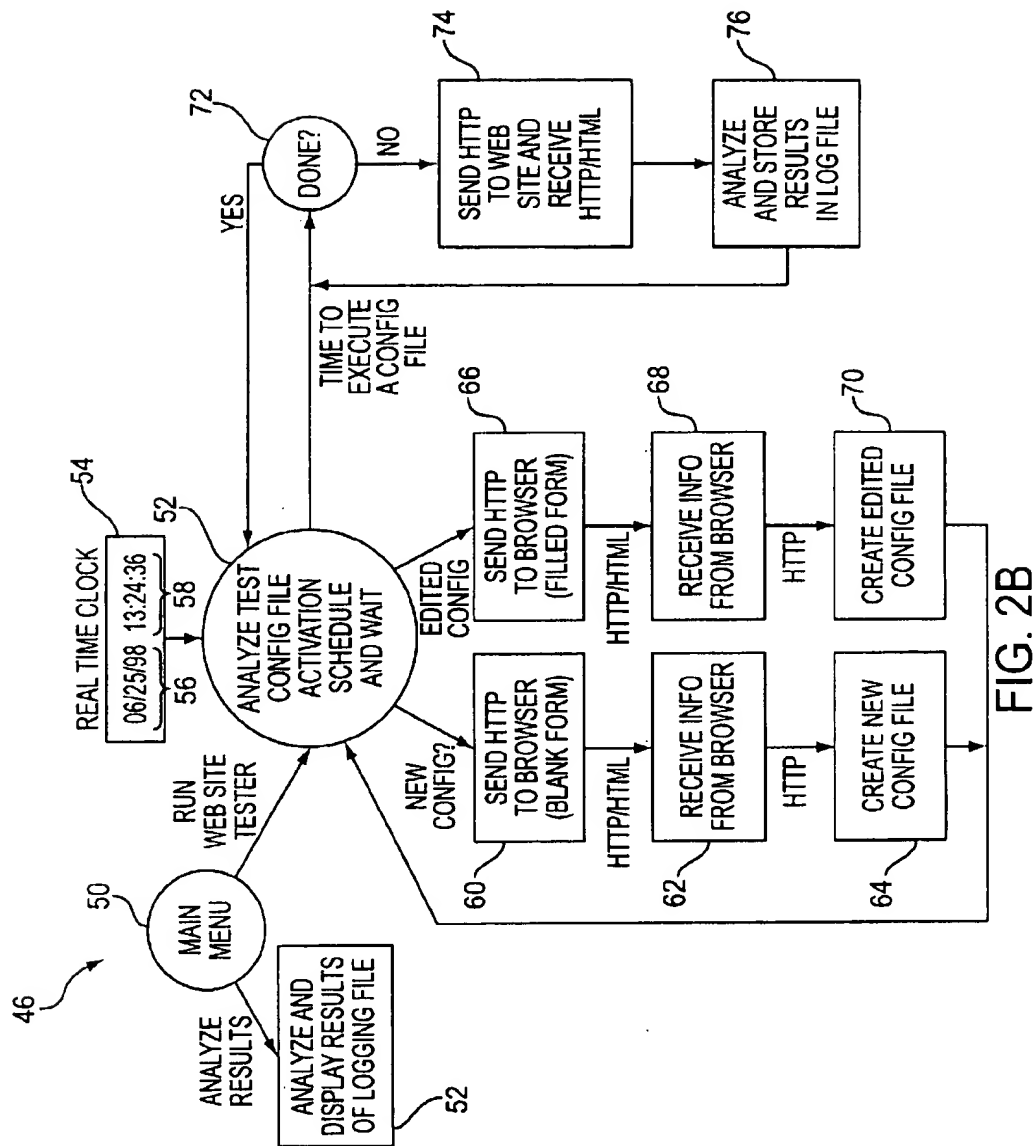 46
50
MAIN
MENU
ANALYZE
RESULTS
ANALYZE AND
DISPLAY RESULTS
OF LOGGING FILE
52
RUN
WEB SITE
TESTER
REAL TIME CLOCK
06/25/98 13:24:36
56
58
54
52
ANALYZE TEST
CONFIG FILE
ACTIVATION
SCHEDULE
AND WAIT
NEW
CONFIG?
SEND HTTP
TO BROWSER
(BLANK FORM)
60
HTTP/HTML
RECEIVE INFO
FROM BROWSER
62
HTTP
CREATE NEW
CONFIG FILE
64
EDITED
CONFIG
66
SEND HTTP
TO BROWSER
(FILLED FORM)
HTTP/HTML
68
RECEIVE INFO
FROM BROWSER
HTTP
70
CREATE EDITED
CONFIG FILE
TIME TO
EXECUTE
A CONFIG
FILE
YES
72
DONE?
NO
74
SEND HTTP
TO WEB
SITE AND
RECEIVE
HTTP/HTML
76
ANALYZE
AND STORE
RESULTS
IN LOG FILE
FIG. 2B